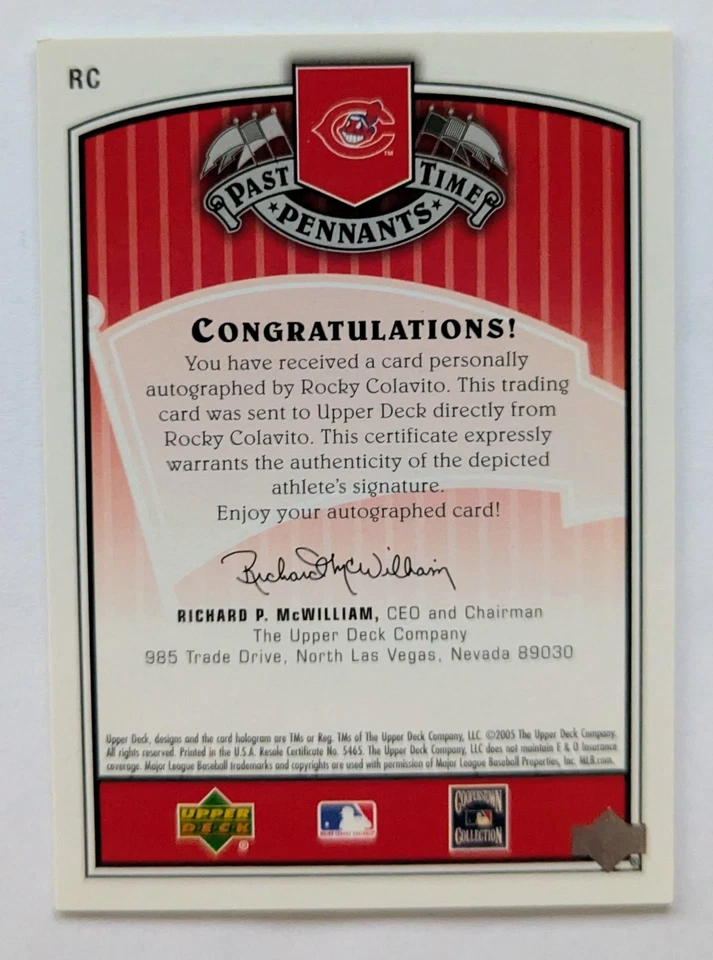 RC
PAST TIME
PENNANTS
TM
CONGRATULATIONS!
You have received a card personally
autographed by Rocky Colavito. This trading
card was sent to Upper Deck directly from
Rocky Colavito. This certificate expressly
warrants the authenticity of the depicted
athlete's signature.
Enjoy your autographed card!
Richard P. McWilliam
RICHARD P. McWILLIAM, CEO and Chairman
The Upper Deck Company
985 Trade Drive, North Las Vegas, Nevada 89030
Upper Deck, designs and the card hologram are TMs or Reg. TMs of The Upper Deck Company, LLC. ©2005 The Upper Deck Company.
All rights reserved. Printed in the U.S.A. Resale Certificate No. 5465. The Upper Deck Company, LLC does not maintain E & O Insurance
coverage. Major League Baseball trademarks and copyrights are used with permission of Major League Baseball Properties, Inc. MLB.com.
UPPER
DECK
®
MAJOR LEAGUE BASEBALL
COOPERSTOWN
COLLECTION